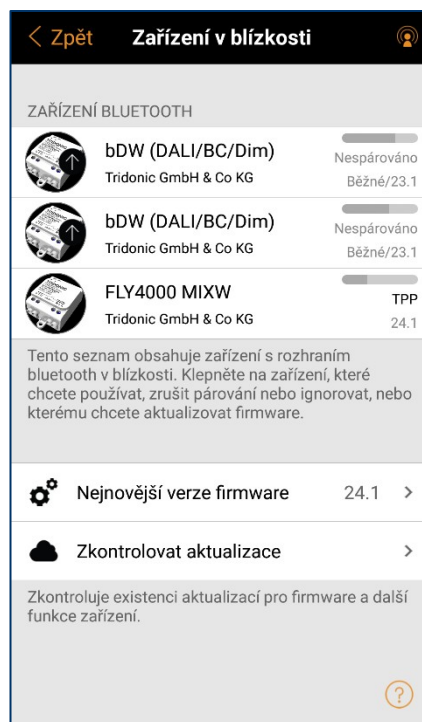 Zpět Zařízení v blízkosti
ZAŘÍZENÍ BLUETOOTH
bDW (DALI/BC/Dim)
Nespárováno
Tridonic GmbH & Co KG
Běžné/23.1
bDW (DALI/BC/Dim)
Nespárováno
Tridonic GmbH & Co KG
Běžné/23.1
FLY4000 MIXW
TPP
Tridonic GmbH & Co KG
24.1
Tento seznam obsahuje zařízení s rozhraním
bluetooth v blízkosti. Klepněte na zařízení, které
chcete používat, zrušit párování nebo ignorovat, nebo
kterému chcete aktualizovat firmware.
Nejnovější verze firmware 24.1
Zkontrolovat aktualizace
Zkontroluje existenci aktualizací pro firmware a další
funkce zařízení.
?